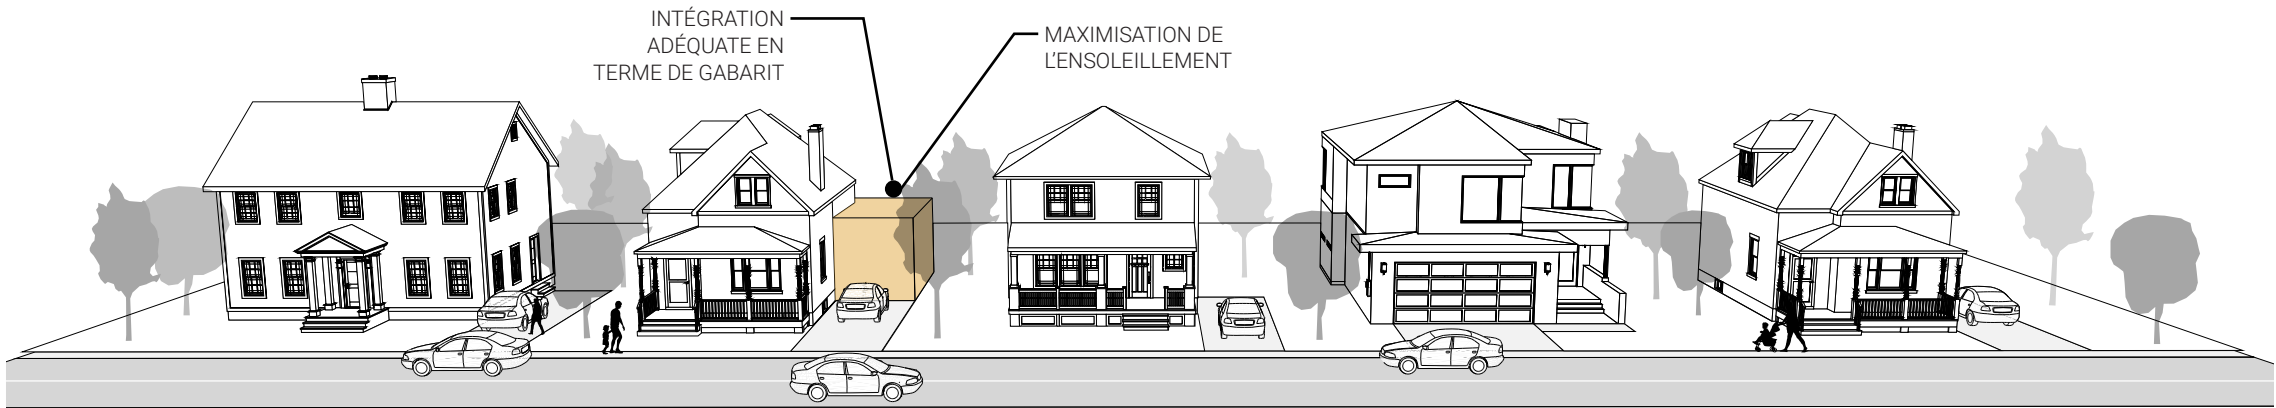 INTÉGRATION
ADÉQUATE EN
TERME DE GABARIT
MAXIMISATION DE
L'ENSOLEILLEMENT